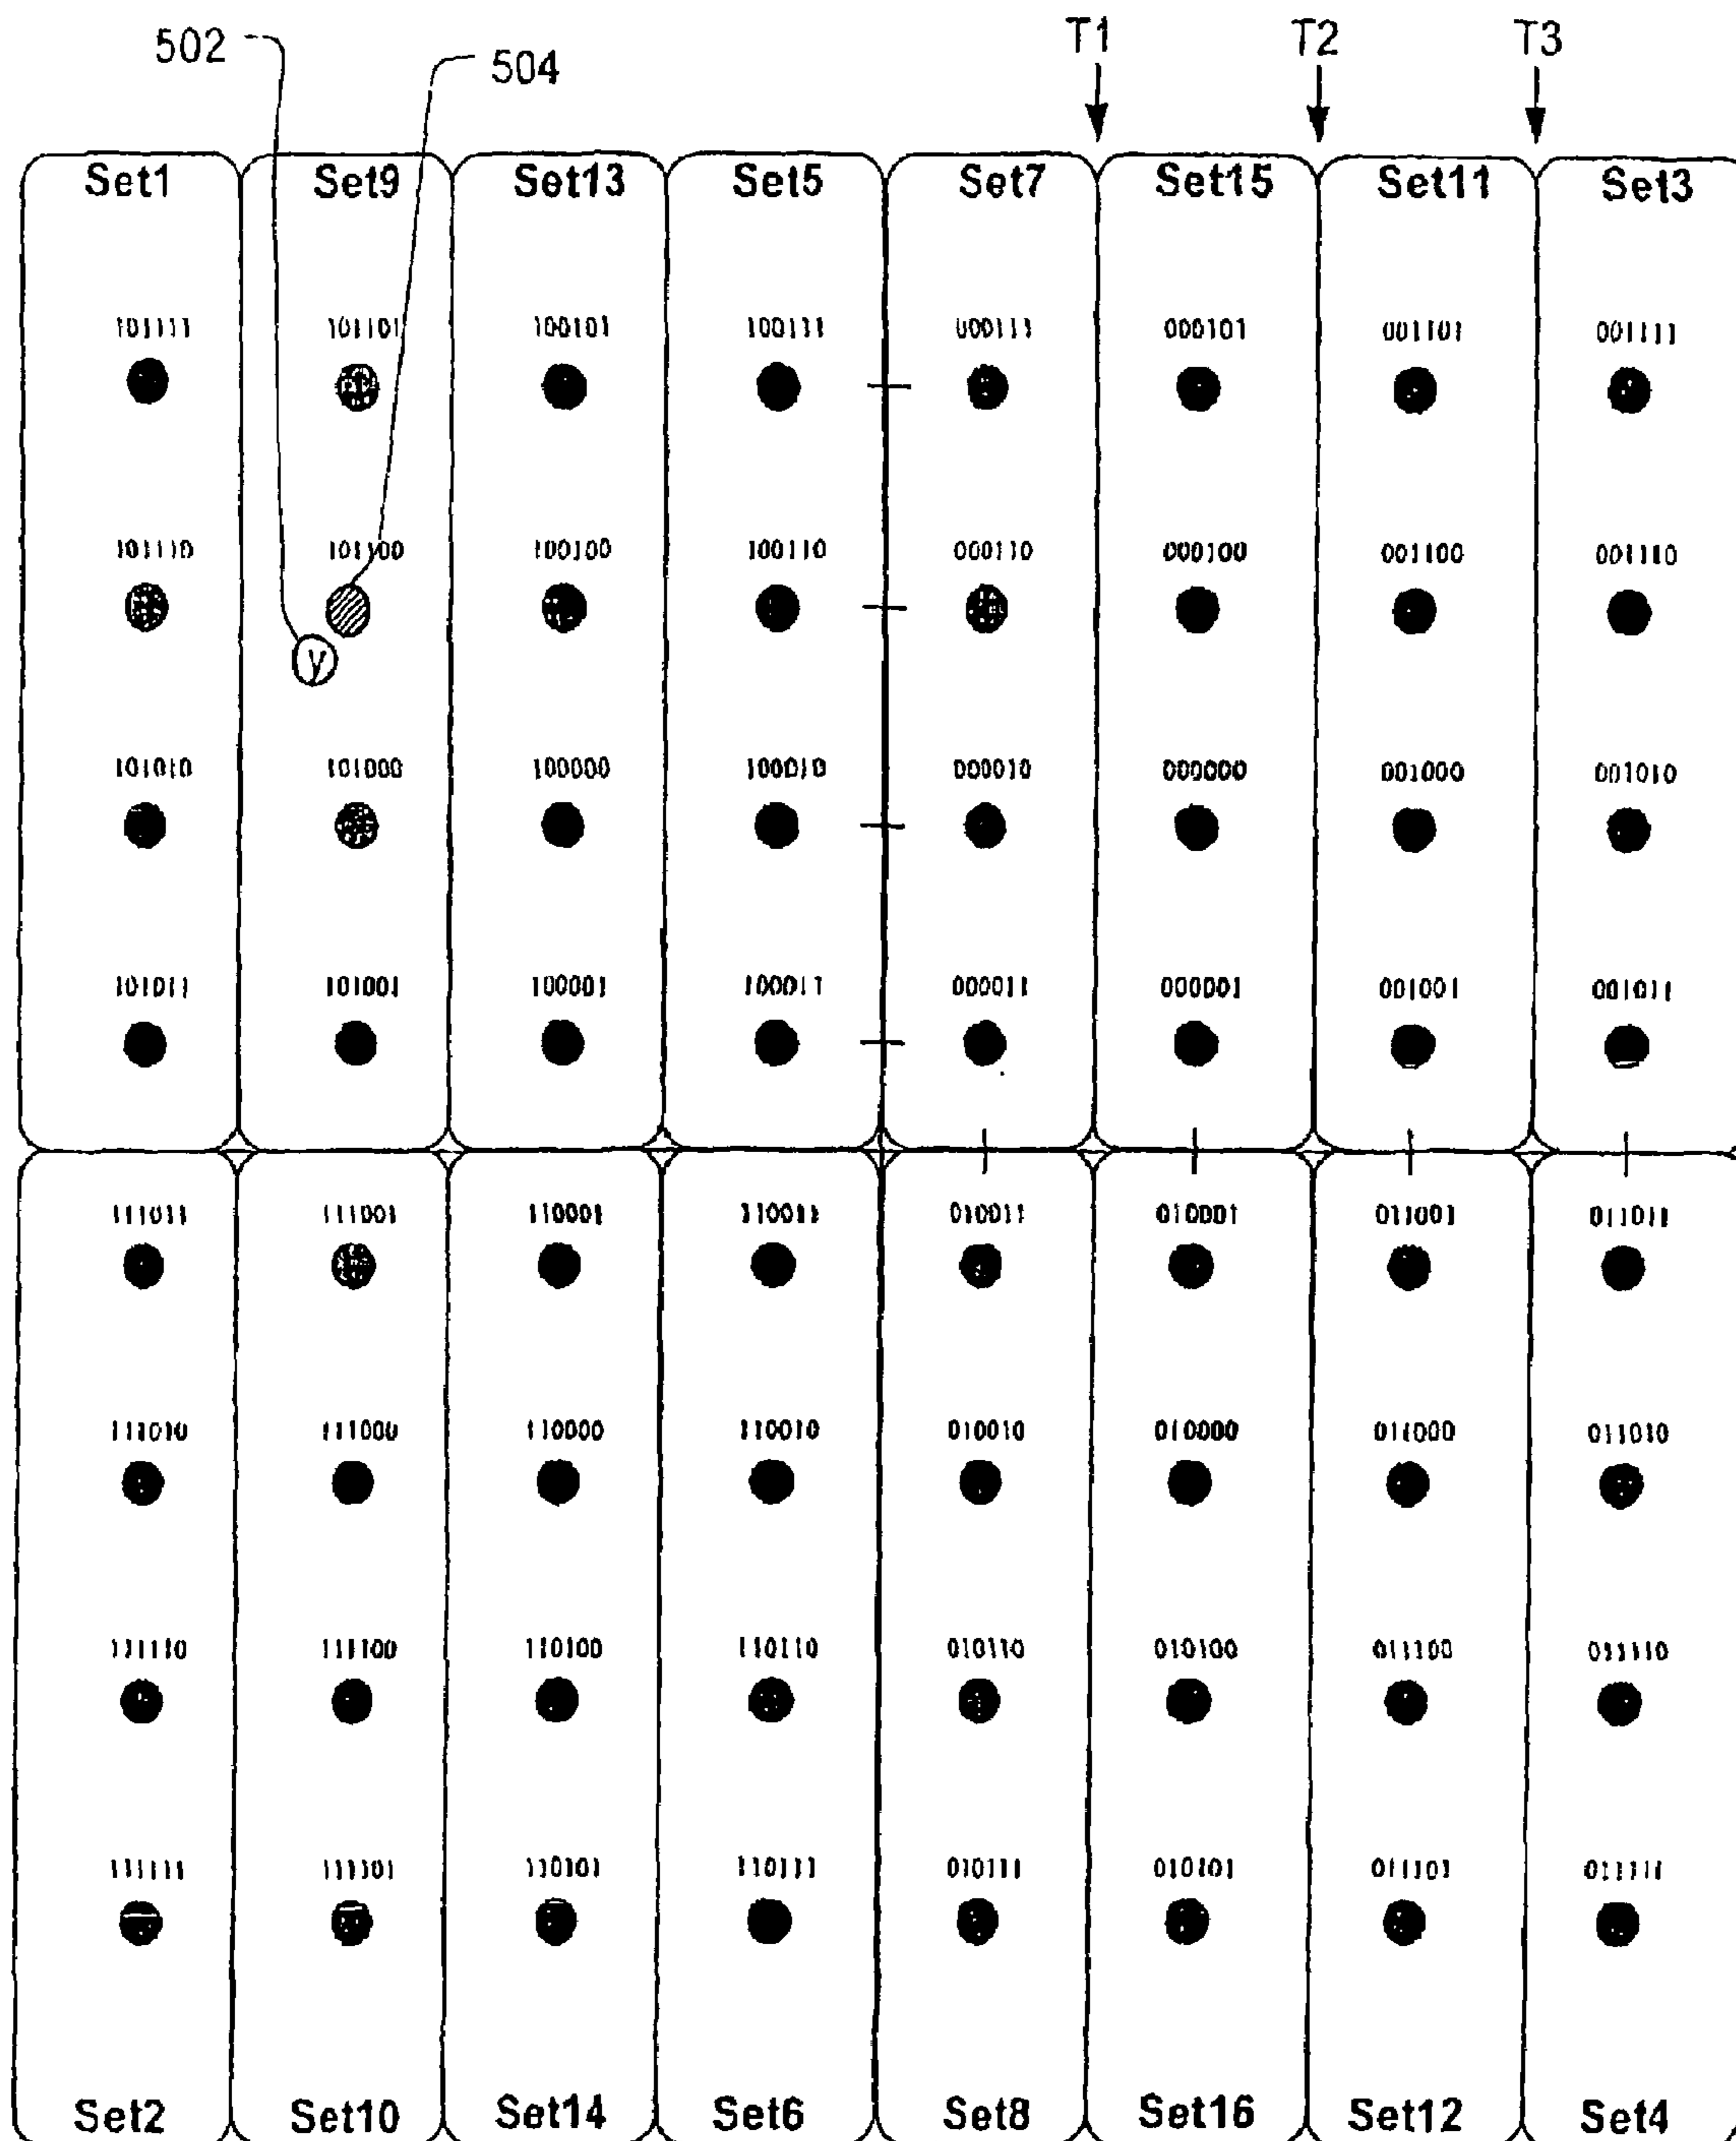 502 504 T1 T2 T3
Set1 Set9 Set13 Set5 Set7 Set15 Set11 Set3
101111 101101 100101 100111 000111 000101 001101 001111
101110 101100 100100 100110 000110 000100 001100 001110
y
101010 101000 100000 100010 000010 000000 001000 001010
101011 101001 100001 100011 000011 000001 001001 001011
111011 111001 110001 110011 010011 010001 011001 011011
111010 111000 110000 110010 010010 010000 011000 011010
111110 111100 110100 110110 010110 010100 011100 011110
111111 111101 110101 110111 010111 010101 011101 011111
Set2 Set10 Set14 Set6 Set8 Set16 Set12 Set4